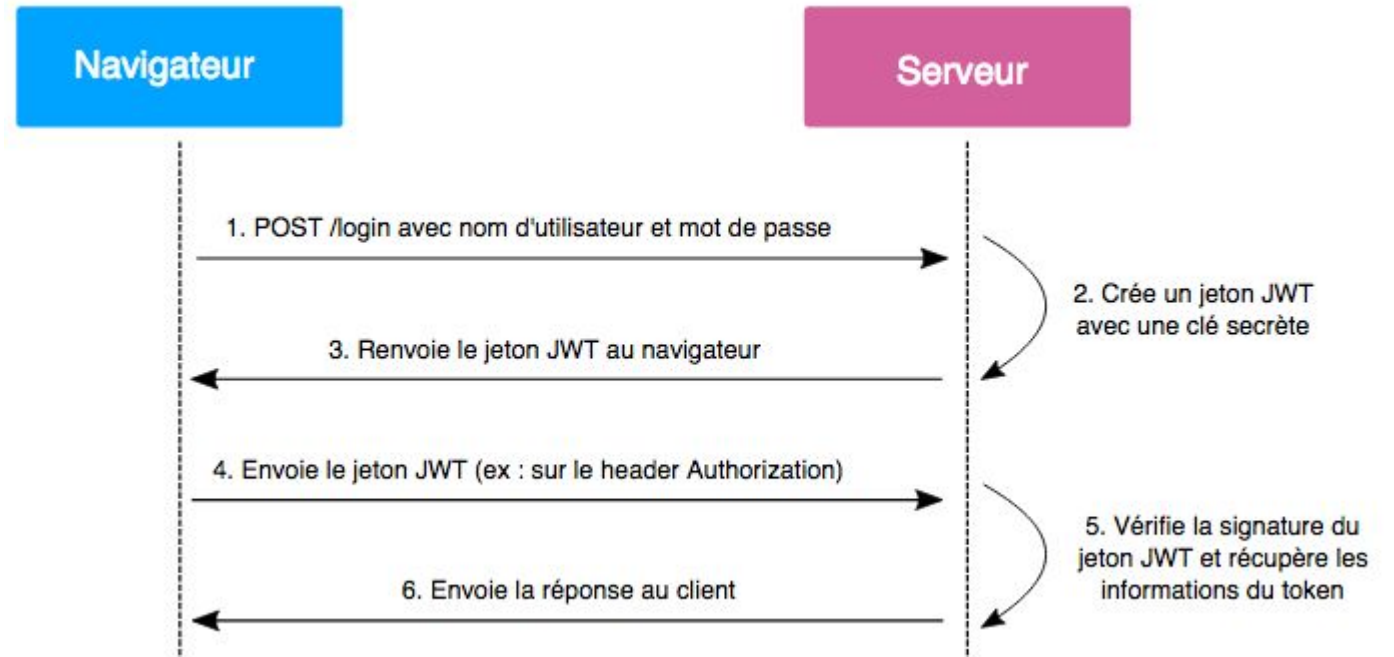 Navigateur
Serveur
1. POST /login avec nom d'utilisateur et mot de passe
2. Crée un jeton JWT
avec une clé secrète
3. Renvoie le jeton JWT au navigateur
4. Envoie le jeton JWT (ex : sur le header Authorization)
5. Vérifie la signature du
jeton JWT et récupère les
informations du token
6. Envoie la réponse au client